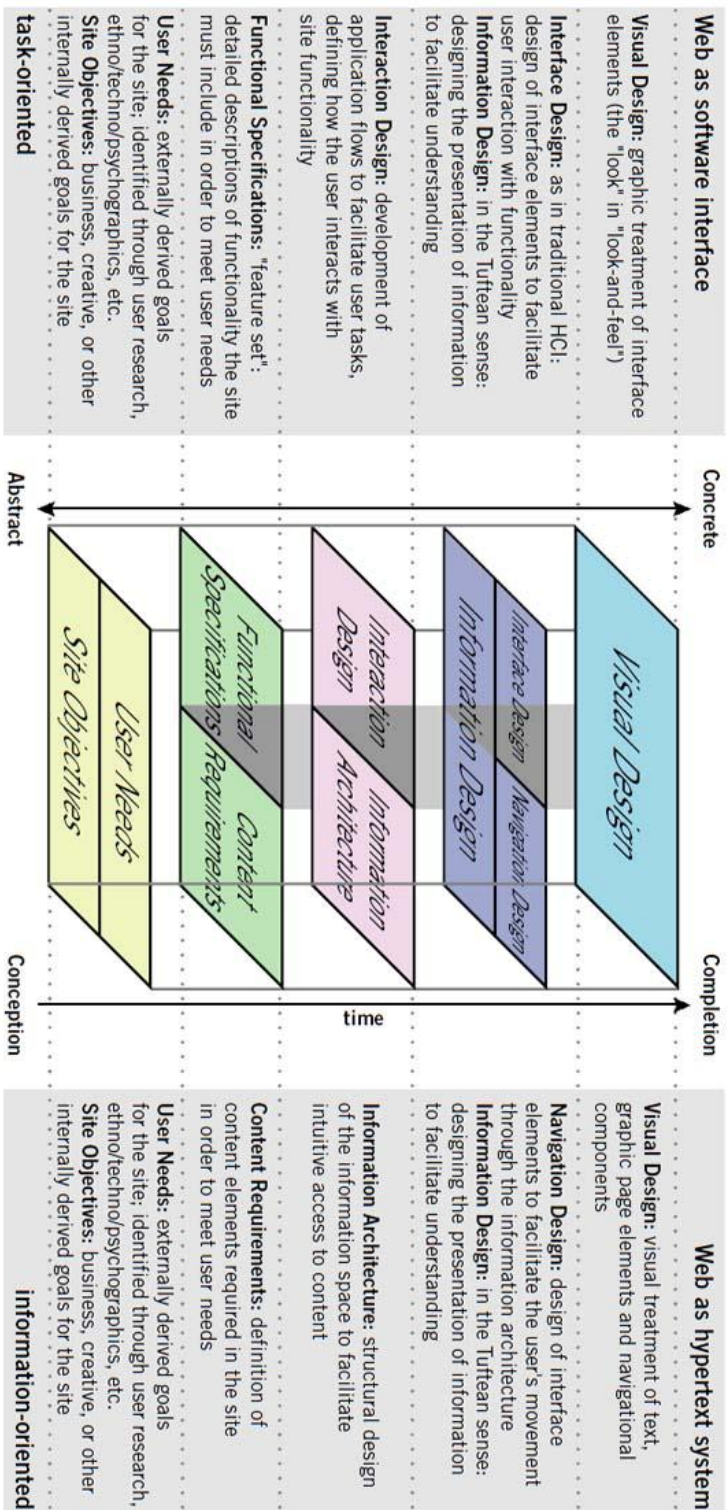 Web as software interface
Visual Design: graphic treatment of interface
elements (the "look" in "look-and-feel")
Interface Design: as in traditional HCI:
design of interface elements to facilitate
user interaction with functionality
Information Design: in the Tuftean sense:
designing the presentation of information
to facilitate understanding
Interaction Design: development of
application flows to facilitate user tasks,
defining how the user interacts with
site functionality
Functional Specifications: "feature set":
detailed descriptions of functionality the site
must include in order to meet user needs
User Needs: externally derived goals
for the site; identified through user research,
ethno/techno/psychographics, etc.
Site Objectives: business, creative, or other
internally derived goals for the site
task-oriented
Concrete
Completion
Visual Design
Interface Design
Navigation Design
Information Design
Interaction
Design
Information
Architecture
Functional
Specifications
Content
Requirements
User Needs
Site Objectives
time
Abstract
Conception
Web as hypertext system
Visual Design: visual treatment of text,
graphic page elements and navigational
components
Navigation Design: design of interface
elements to facilitate the user's movement
through the information architecture
Information Design: in the Tuftean sense:
designing the presentation of information
to facilitate understanding
Information Architecture: structural design
of the information space to facilitate
intuitive access to content
Content Requirements: definition of
content elements required in the site
in order to meet user needs
User Needs: externally derived goals
for the site; identified through user research,
ethno/techno/psychographics, etc.
Site Objectives: business, creative, or other
internally derived goals for the site
information-oriented